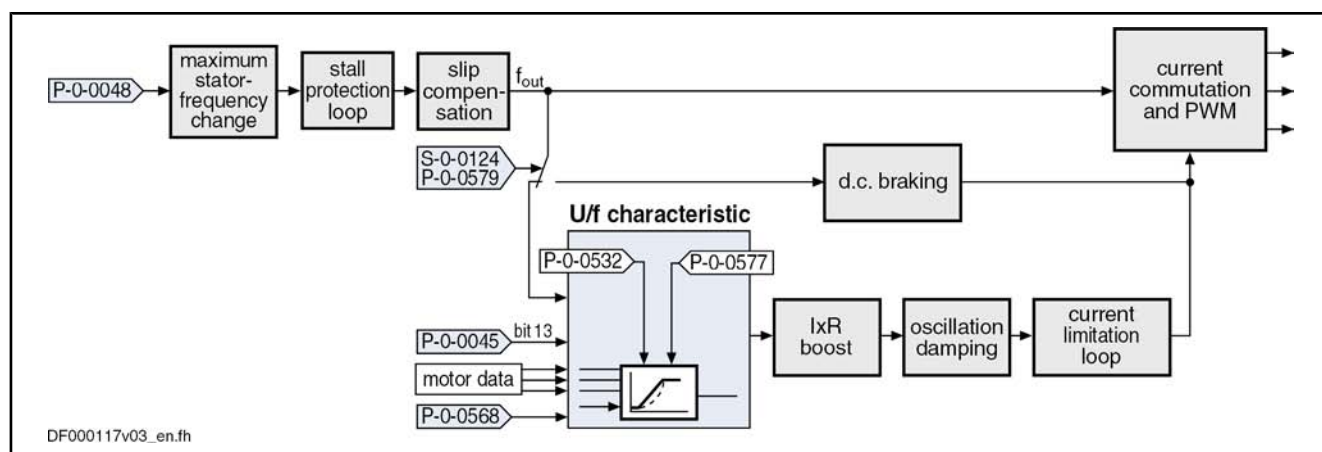 P-0-0048
maximum
stator-
frequency
change
stall
protection
loop
slip
compen-
sation
fout
current
commutation
and PWM
S-0-0124
P-0-0579
d.c. braking
U/f characteristic
P-0-0532
P-0-0577
P-0-0045
bit 13
motor data
P-0-0568
IxR
boost
oscillation
damping
current
limitation
loop
DF000117v03_en.fh